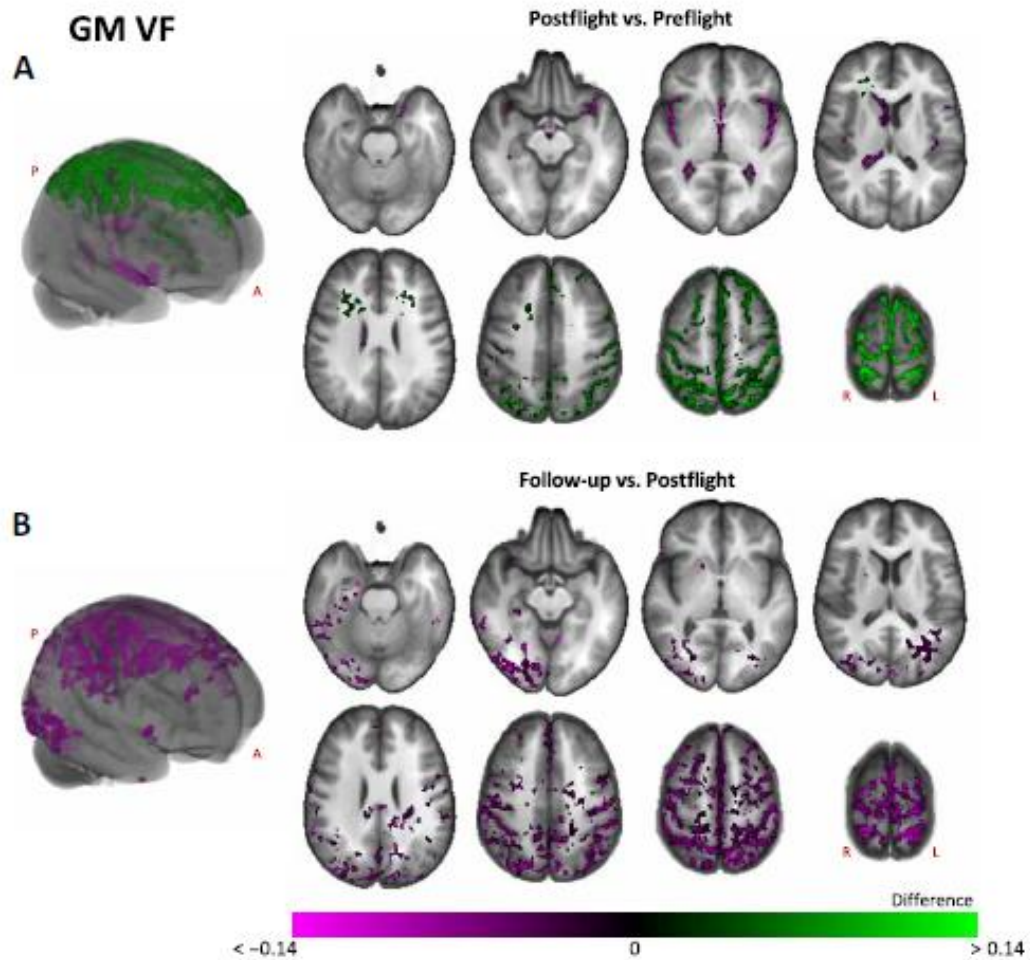 GM VF
Postflight vs. Preflight
A
P
A
R L
Follow-up vs. Postflight
B
P
A
R L
Difference
< −0.14 0 > 0.14